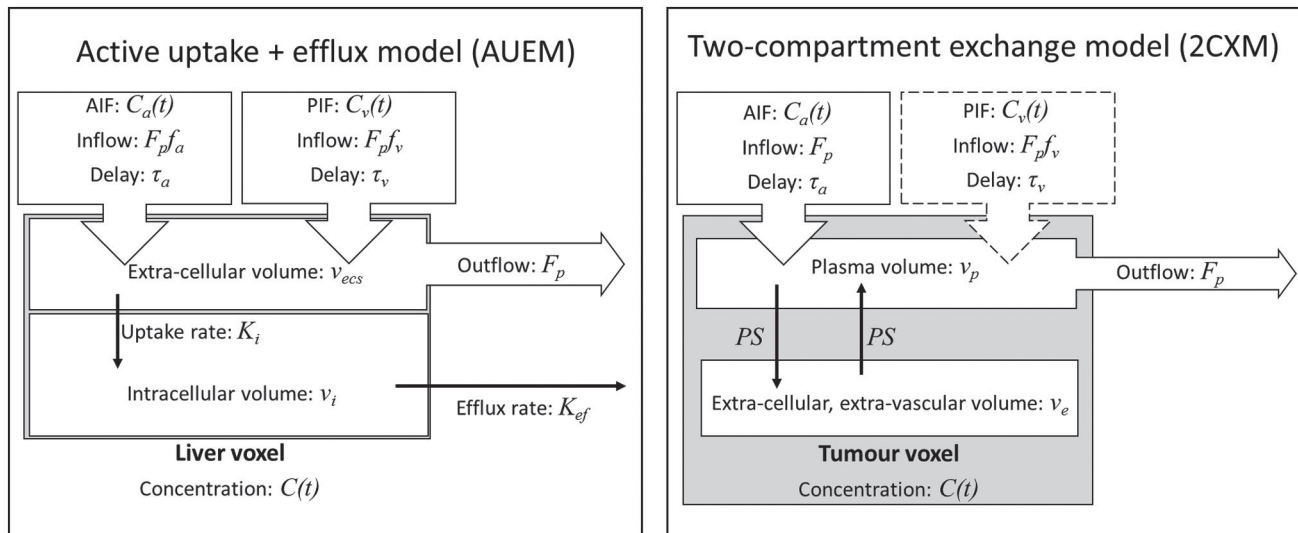 Active uptake + efflux model (AUEM)
AIF: Cₐ(t)
Inflow: Fₚfₐ
Delay: τₐ
PIF: Cᵥ(t)
Inflow: Fₚfᵥ
Delay: τᵥ
Extra-cellular volume: vₑcs
Outflow: Fₚ
Uptake rate: Kᵢ
Intracellular volume: vᵢ
Efflux rate: Kef
Liver voxel
Concentration: C(t)
Two-compartment exchange model (2CXM)
AIF: Cₐ(t)
Inflow: Fₚ
Delay: τₐ
PIF: Cᵥ(t)
Inflow: Fₚfᵥ
Delay: τᵥ
Plasma volume: vₚ
Outflow: Fₚ
PS
PS
Extra-cellular, extra-vascular volume: vₑ
Tumour voxel
Concentration: C(t)